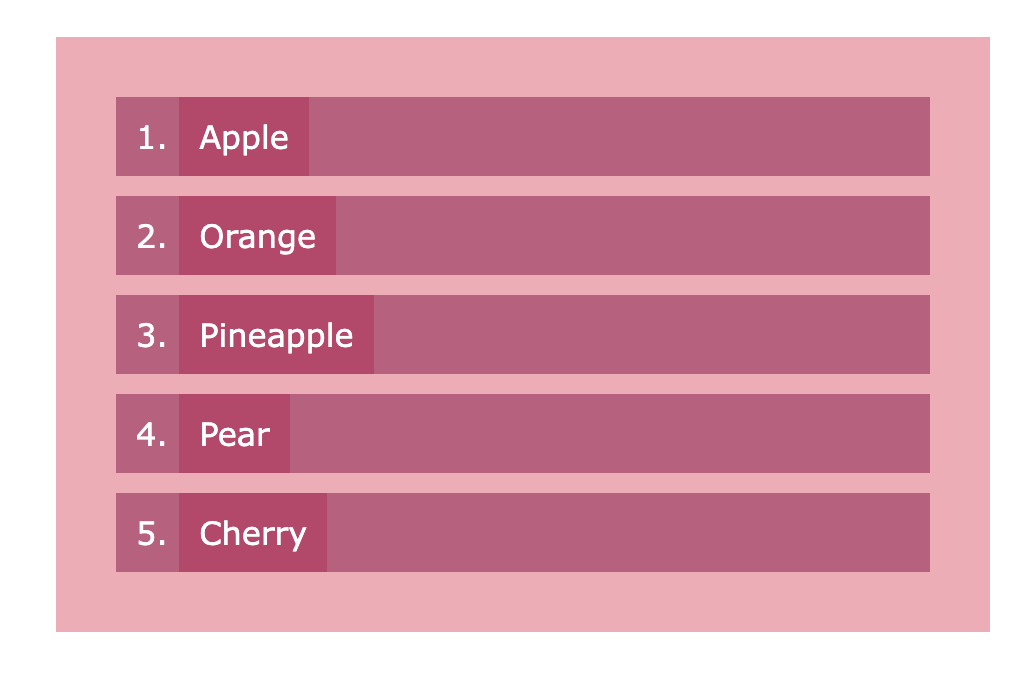 1. Apple
2. Orange
3. Pineapple
4. Pear
5. Cherry